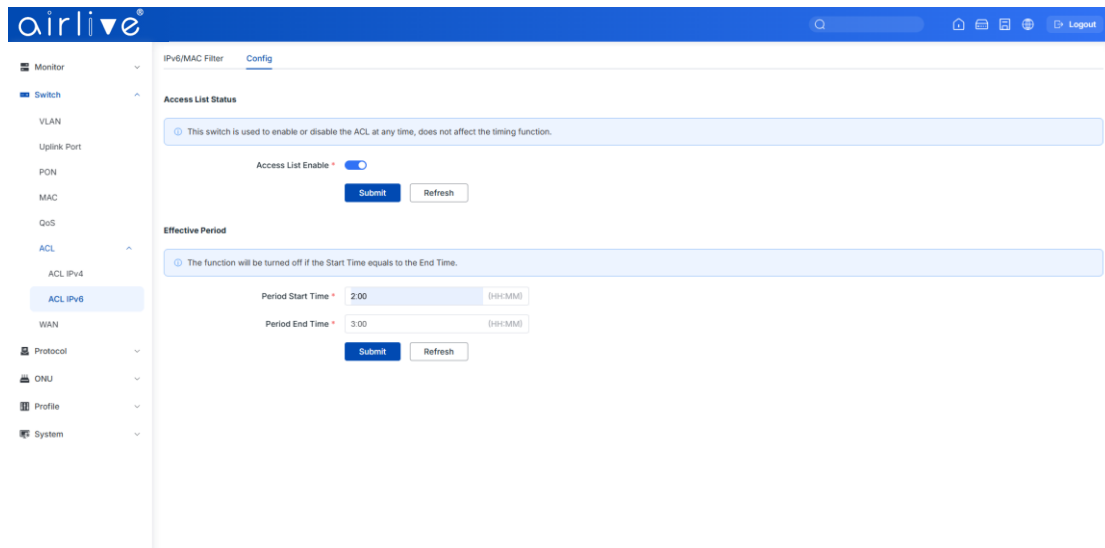 airlive®
Logout
Monitor
Switch
VLAN
Uplink Port
PON
MAC
QoS
ACL
ACL IPv4
ACL IPv6
WAN
Protocol
ONU
Profile
System
IPv6/MAC Filter Config
Access List Status
This switch is used to enable or disable the ACL at any time, does not affect the timing function.
Access List Enable *
Submit Refresh
Effective Period
The function will be turned off if the Start Time equals to the End Time.
Period Start Time * 2:00 (HH:MM)
Period End Time * 3:00 (HH:MM)
Submit Refresh